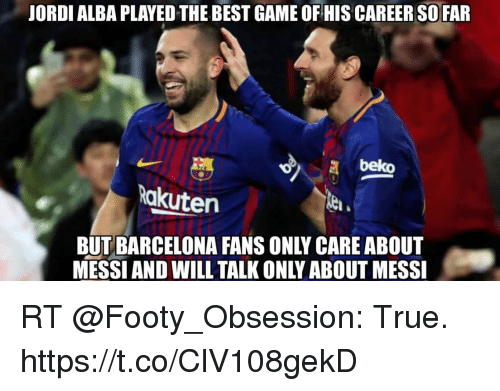 JORDI ALBA PLAYED THE BEST GAME OF HIS CAREER SO FAR
beko
Rakuten
BUT BARCELONA FANS ONLY CARE ABOUT
MESSI AND WILL TALK ONLY ABOUT MESSI
RT @Footy_Obsession: True.
https://t.co/ClV108gekD